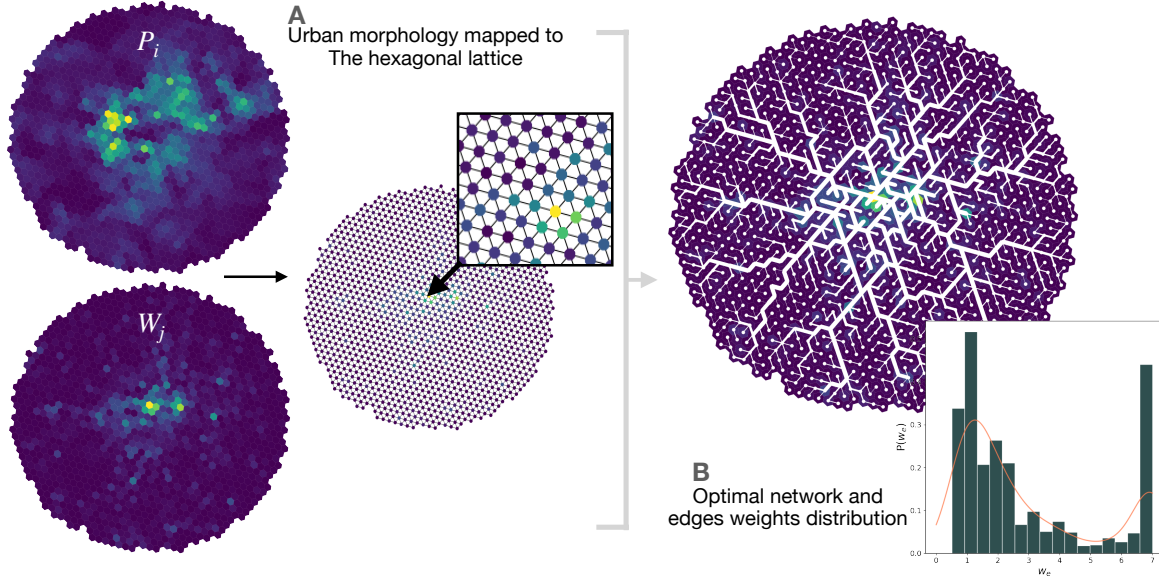 A
P_i
Urban morphology mapped to
The hexagonal lattice
W_j
B
Optimal network and
edges weights distribution
P(w_e)
0.3
0.2
0.1
0.0
0 1 2 3 4 5 6 7
w_e